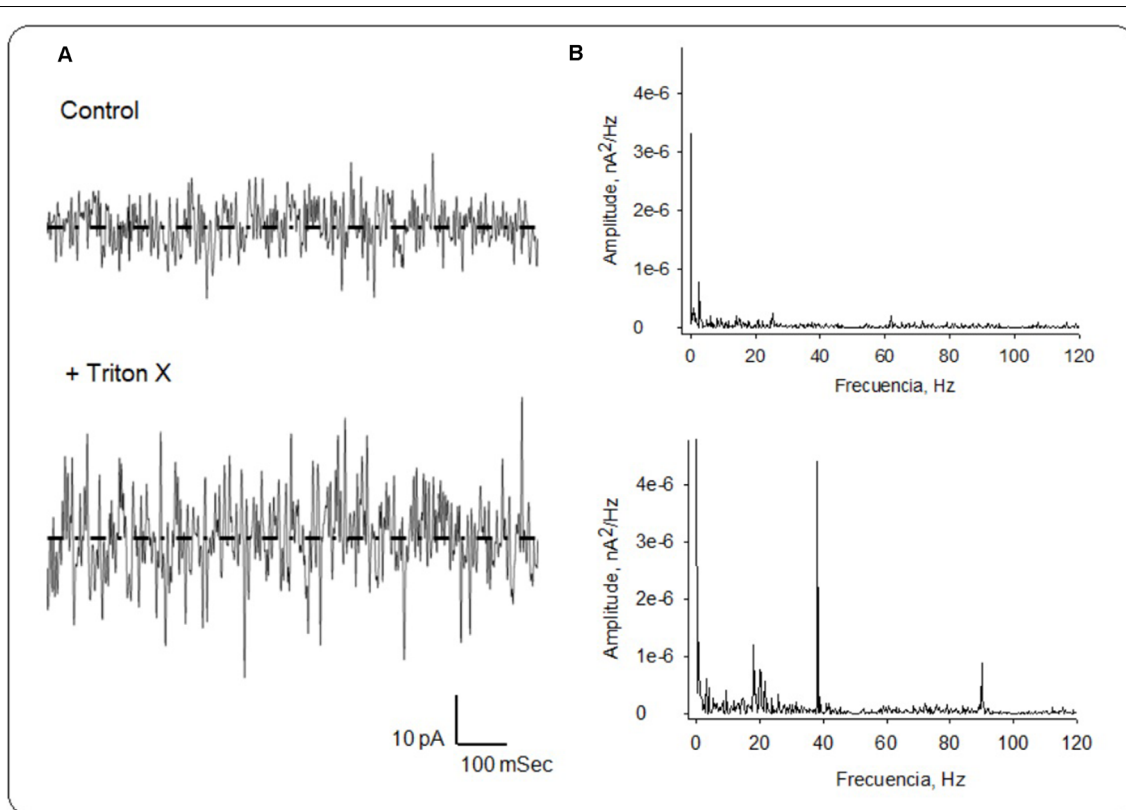 A
Control
+ Triton X
10 pA
100 mSec
B
Amplitude, nA²/Hz
4e-6
3e-6
2e-6
1e-6
0
0 20 40 60 80 100 120
Frecuencia, Hz
Amplitude, nA²/Hz
4e-6
3e-6
2e-6
1e-6
0
0 20 40 60 80 100 120
Frecuencia, Hz